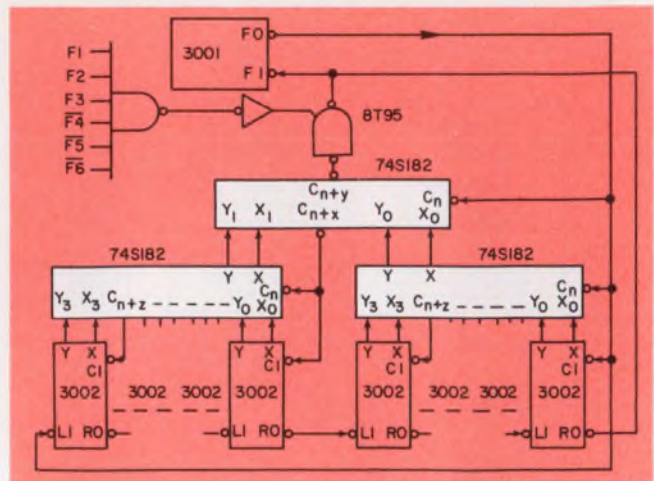 F1
F2
F3
F4
F5
F6
3001
F0
F1
8T95
74S182
Cn+y
Y1 X1 Cn+x Y0 Cn X0
74S182
74S182
Y X
Y X
Y3 X3 Cn+z Y0 Cn X0
Y3 X3 Cn+z Y0 Cn X0
Y X CI
Y X CI
Y X CI
Y X CI
3002 3002 3002 3002
3002 3002 3002 3002
LI RO LI RO LI RO LI RO